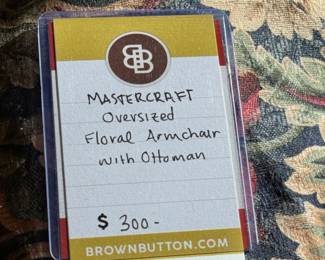 BB
MASTERCRAFT
Oversized
Floral Armchair
with Ottoman
$ 300-
BROWNBUTTON.COM